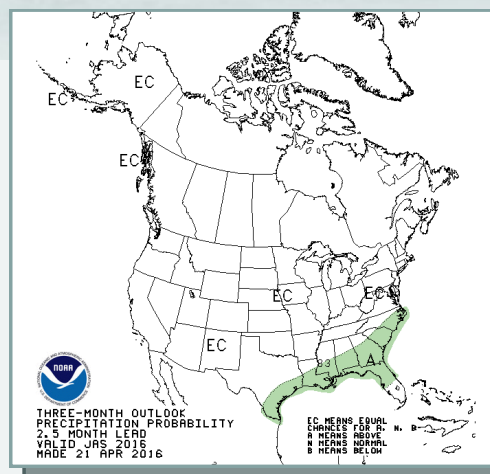 EC
EC
EC
EC
EC
EC
A
33
NOAA
THREE-MONTH OUTLOOK
PRECIPITATION PROBABILITY
2.5 MONTH LEAD
VALID JAS 2016
MADE 21 APR 2016
EC MEANS EQUAL
CHANCES FOR A, N, B
A MEANS ABOVE
N MEANS NORMAL
B MEANS BELOW